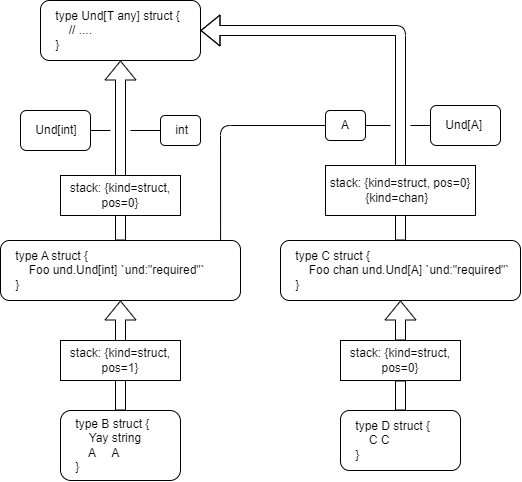 type Und[T any] struct {
// ....
}
Und[int]
int
A
Und[A]
stack: {kind=struct,
pos=0}
stack: {kind=struct, pos=0}
{kind=chan}
type A struct {
Foo und.Und[int] `und:"required"`
}
type C struct {
Foo chan und.Und[A] `und:"required"`
}
stack: {kind=struct,
pos=1}
stack: {kind=struct,
pos=0}
type B struct {
Yay string
A A
}
type D struct {
C C
}